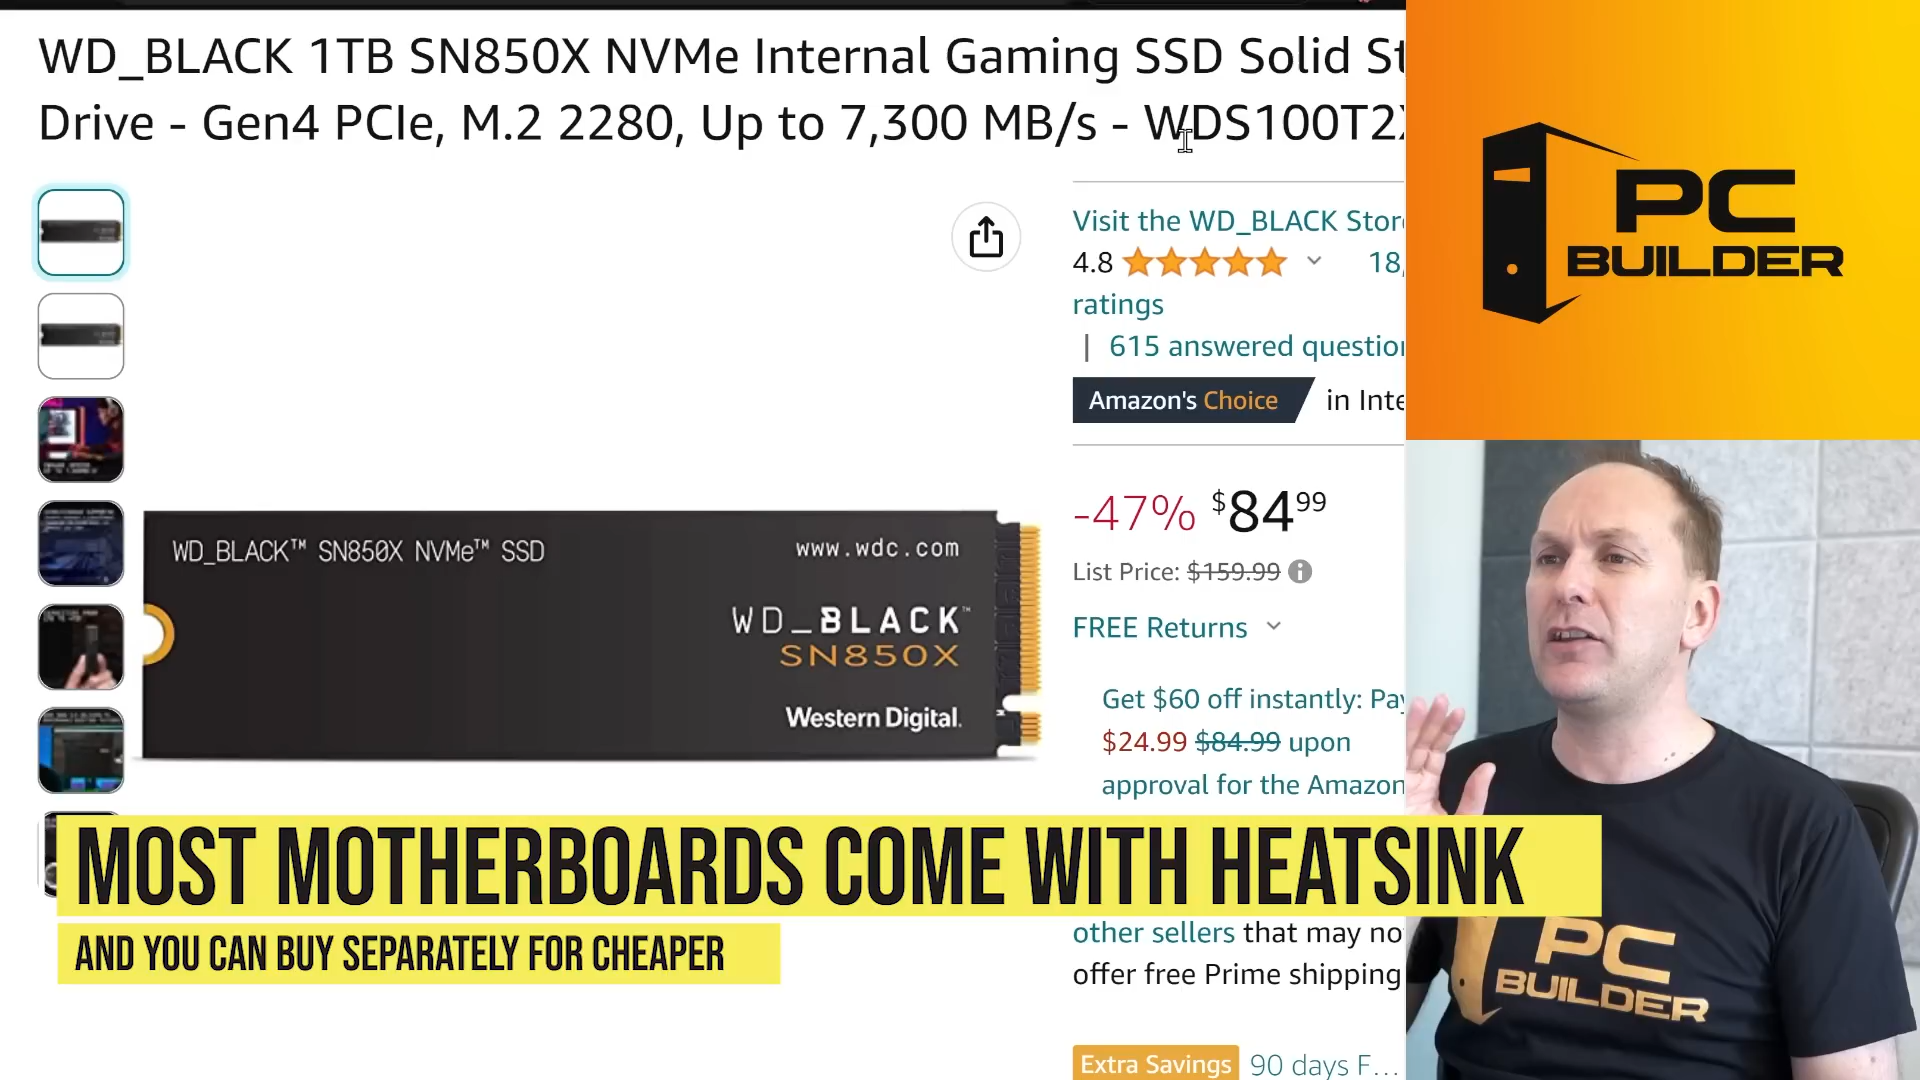 WD_BLACK 1TB SN850X NVMe Internal Gaming SSD Solid St
Drive - Gen4 PCIe, M.2 2280, Up to 7,300 MB/s - WDS100T2X
Visit the WD_BLACK Store
4.8
18,
ratings
| 615 answered questions
Amazon's Choice in Inte
-47% $84.99
List Price: $159.99
FREE Returns
Get $60 off instantly: Pay
$24.99 $84.99 upon
approval for the Amazon
other sellers that may no
offer free Prime shipping
Extra Savings 90 days F...
WD_BLACK™ SN850X NVMe™ SSD
www.wdc.com
WD_BLACK™
SN850X
Western Digital.
MOST MOTHERBOARDS COME WITH HEATSINK
AND YOU CAN BUY SEPARATELY FOR CHEAPER
PC
BUILDER
PC
BUILDER